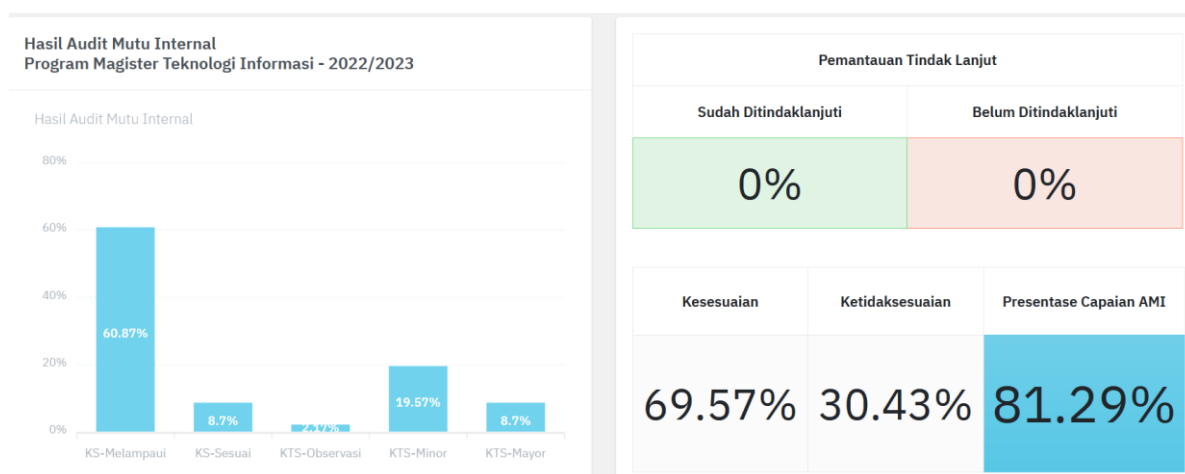 Hasil Audit Mutu Internal
Program Magister Teknologi Informasi - 2022/2023
Hasil Audit Mutu Internal
80%
60%
40%
20%
0%
60.87%
8.7%
2.17%
19.57%
8.7%
KS-Melampaui KS-Sesuai KTS-Observasi KTS-Minor KTS-Mayor
Pemantauan Tindak Lanjut
Sudah Ditindaklanjuti Belum Ditindaklanjuti
0% 0%
Kesesuaian Ketidaksesuaian Presentase Capaian AMI
69.57% 30.43% 81.29%